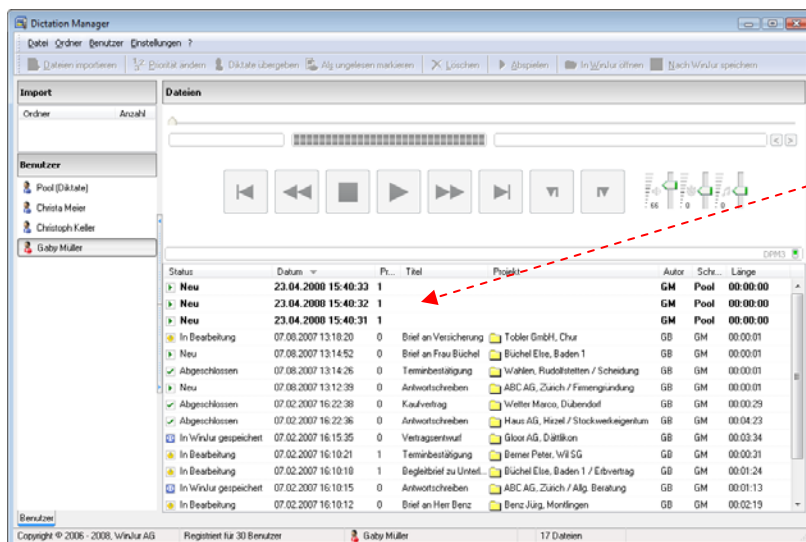 Dictation Manager
Datei Ordner Benutzer Einstellungen ?
Dateien importieren Priorität ändern Diktate übergeben Als ungelesen markieren Löschen Abspielen In WinJur öffnen Nach WinJur speichern
Import
Ordner Anzahl
Benutzer
Pool (Diktate)
Christa Meier
Christoph Keller
Gaby Müller
Benutzer
Dateien
66 0 0
DPM3
Status Datum Pr... Titel Projekt Autor Schr... Länge
Neu 23.04.2008 15:40:33 1 GM Pool 00:00:00
Neu 23.04.2008 15:40:32 1 GM Pool 00:00:00
Neu 23.04.2008 15:40:31 1 GM Pool 00:00:00
In Bearbeitung 07.08.2007 13:18:20 0 Brief an Versicherung Tobler GmbH, Chur GB GM 00:00:01
Neu 07.08.2007 13:14:52 0 Brief an Frau Büchel Büchel Else, Baden 1 GB GM 00:00:01
Abgeschlossen 07.08.2007 13:14:26 0 Terminbestätigung Wahlen, Rudolfstetten / Scheidung GB GM 00:00:01
Neu 07.08.2007 13:12:39 0 Antwortschreiben ABC AG, Zürich / Firmengründung GB GM 00:00:01
Abgeschlossen 07.02.2007 16:22:38 0 Kaufvertrag Wetter Marco, Dübendorf GB GM 00:00:29
Abgeschlossen 07.02.2007 16:22:36 0 Antwortschreiben Haus AG, Hirzel / Stockwerkeigentum GB GM 00:04:23
In WinJur gespeichert 07.02.2007 16:15:35 0 Vertragsentwurf Gloor AG, Dättlikon GB GM 00:03:34
In Bearbeitung 07.02.2007 16:10:21 1 Terminbestätigung Berner Peter, Wil SG GB GM 00:00:31
In Bearbeitung 07.02.2007 16:10:18 1 Begleitbrief zu Unterl... Büchel Else, Baden 1 / Erbvertrag GB GM 00:01:24
In WinJur gespeichert 07.02.2007 16:10:15 0 Antwortschreiben ABC AG, Zürich / Allg. Beratung GB GM 00:01:13
In Bearbeitung 07.02.2007 16:10:12 0 Brief an Herr Benz Benz Jürg, Montlingen GB GM 00:02:19
Copyright © 2006 - 2008, WinJur AG Registriert für 30 Benutzer Gaby Müller 17 Dateien